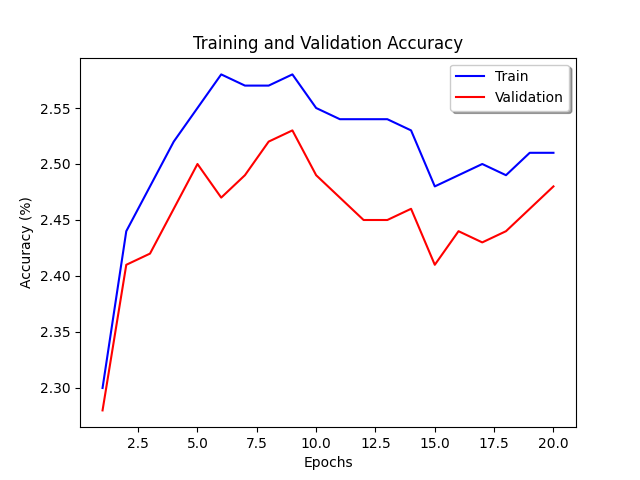 Training and Validation Accuracy
Train
Validation
Accuracy (%)
2.55
2.50
2.45
2.40
2.35
2.30
2.5 5.0 7.5 10.0 12.5 15.0 17.5 20.0
Epochs